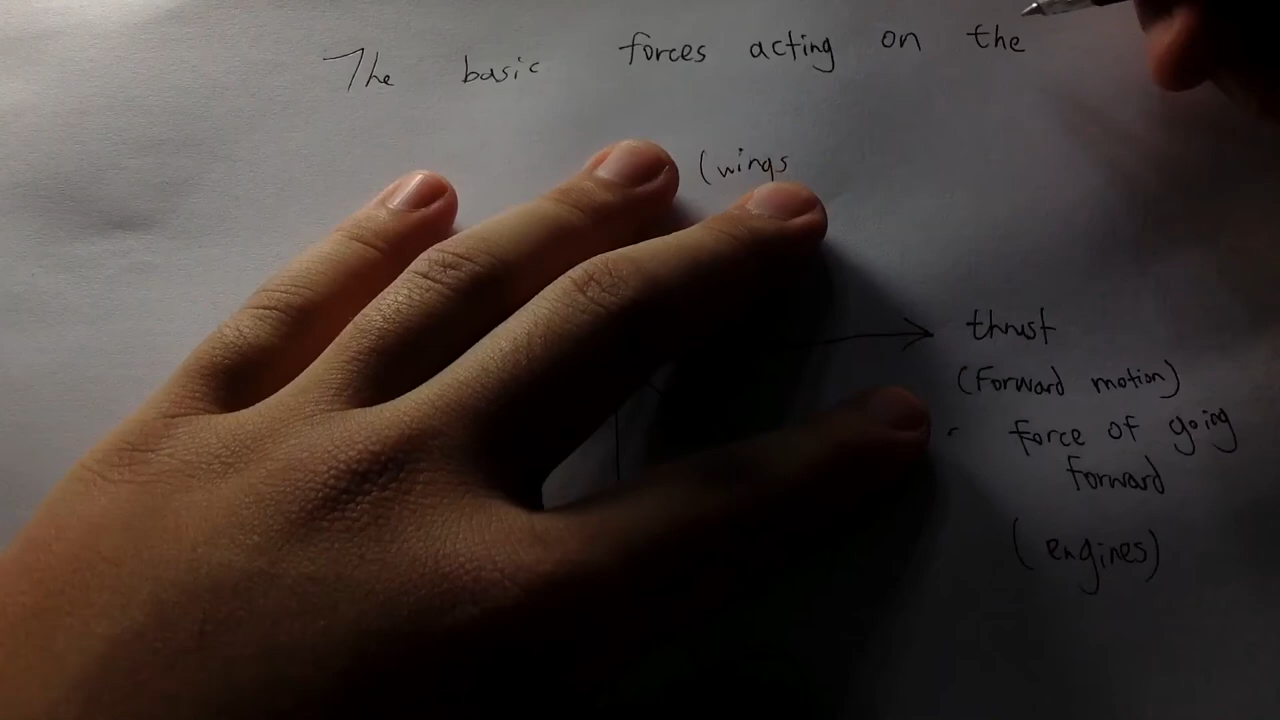 The basic forces acting on the
(wings
thrust
(Forward motion)
- force of going
forward
(engines)